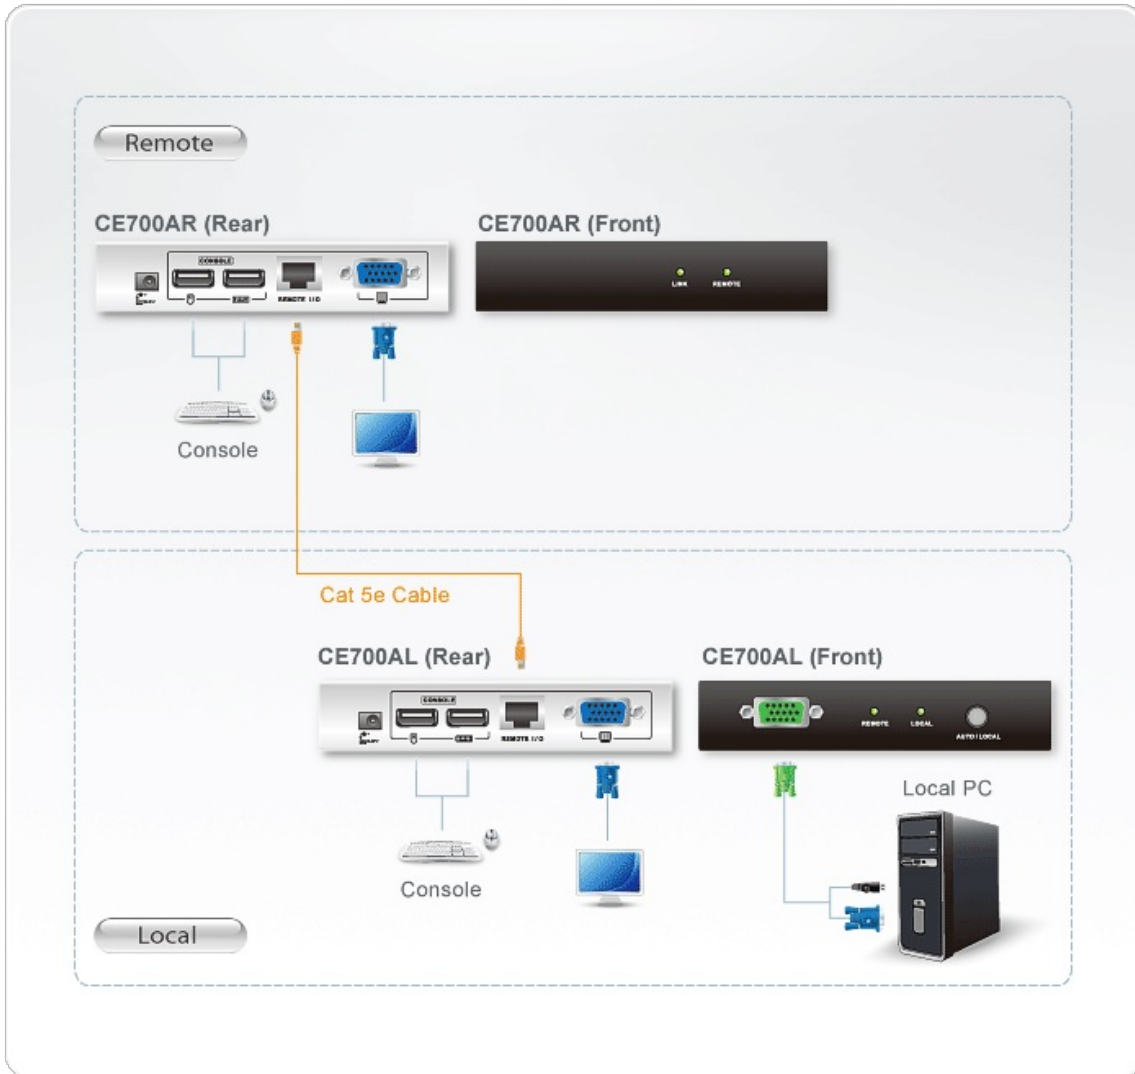 Remote
CE700AR (Rear)
CE700AR (Front)
CONSOLE
REMOTE I/O
LINK
REMOTE
Console
Cat 5e Cable
CE700AL (Rear)
CE700AL (Front)
CONSOLE
REMOTE I/O
REMOTE
LOCAL
AUTO / LOCAL
Local PC
Console
Local